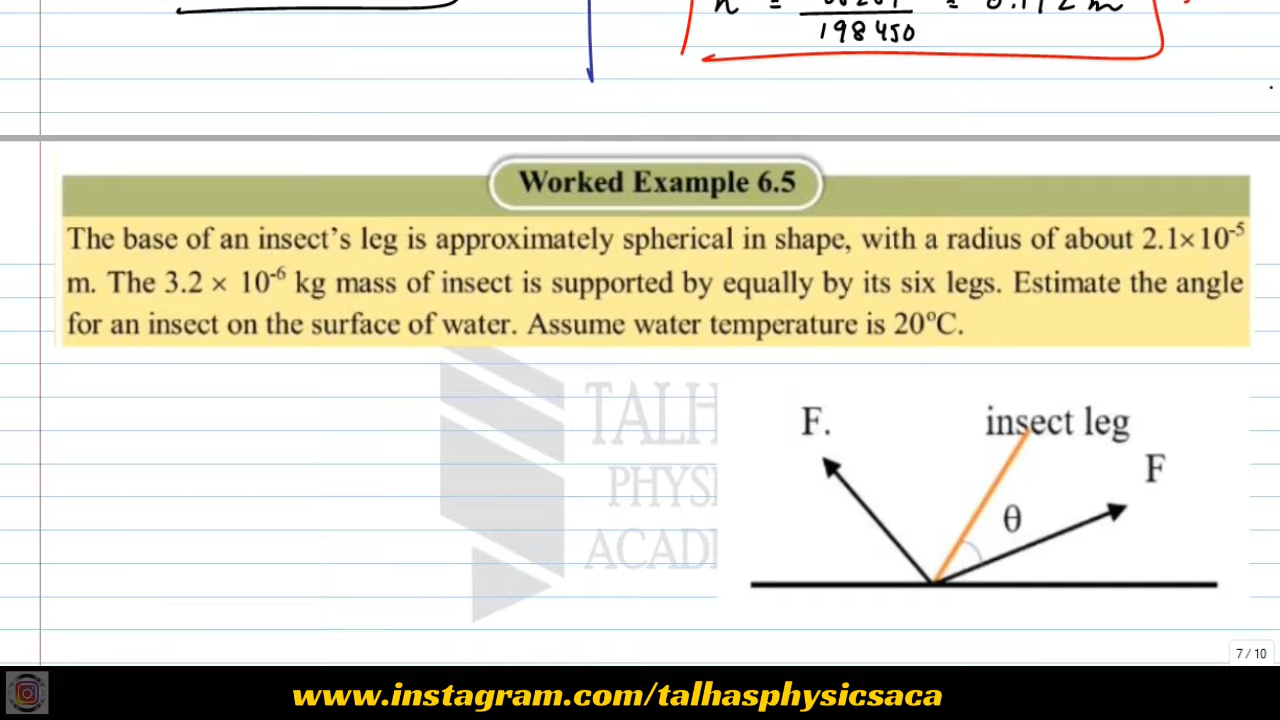 198450
Worked Example 6.5
The base of an insect's leg is approximately spherical in shape, with a radius of about 2.1×10⁻⁵
m. The 3.2 × 10⁻⁶ kg mass of insect is supported by equally by its six legs. Estimate the angle
for an insect on the surface of water. Assume water temperature is 20°C.
TALH
PHYSI
ACAD
F.
insect leg
F
θ
7 / 10
www.instagram.com/talhasphysicsaca